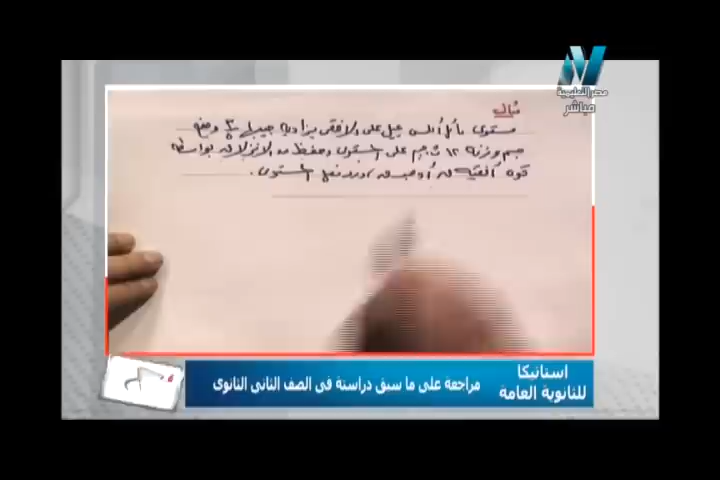 مثال
مستوى مائل أملس يميل على الأفقى بزاوية جيبها ٣/٥ وضع
جسم وزنه ١٢ ث.جم على المستوى وحفظ من الانزلاق بواسطة
قوة أفقية ق أوجد ق، ورد فعل المستوى.
مصر التعليمية
مباشر
استاتيكا
للثانوية العامة
مراجعة على ما سبق دراسته فى الصف الثانى الثانوى